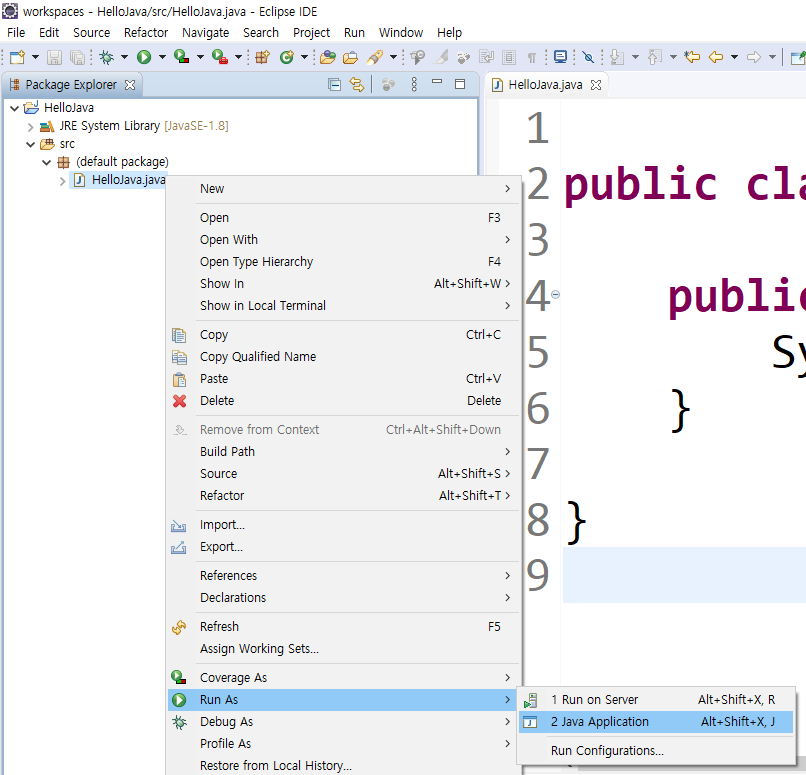 workspaces - HelloJava/src/HelloJava.java - Eclipse IDE
File Edit Source Refactor Navigate Search Project Run Window Help
Package Explorer
HelloJava.java
HelloJava
JRE System Library [JavaSE-1.8]
src
(default package)
HelloJava.java
New
Open F3
Open With
Open Type Hierarchy F4
Show In Alt+Shift+W
Show in Local Terminal
Copy Ctrl+C
Copy Qualified Name
Paste Ctrl+V
Delete Delete
Remove from Context Ctrl+Alt+Shift+Down
Build Path
Source Alt+Shift+S
Refactor Alt+Shift+T
Import...
Export...
References
Declarations
Refresh F5
Assign Working Sets...
Coverage As
Run As
Debug As
Profile As
Restore from Local History...
1 Run on Server Alt+Shift+X, R
2 Java Application Alt+Shift+X, J
Run Configurations...
1
2 public cla
3
4 public
5 Sy
6 }
7
8 }
9